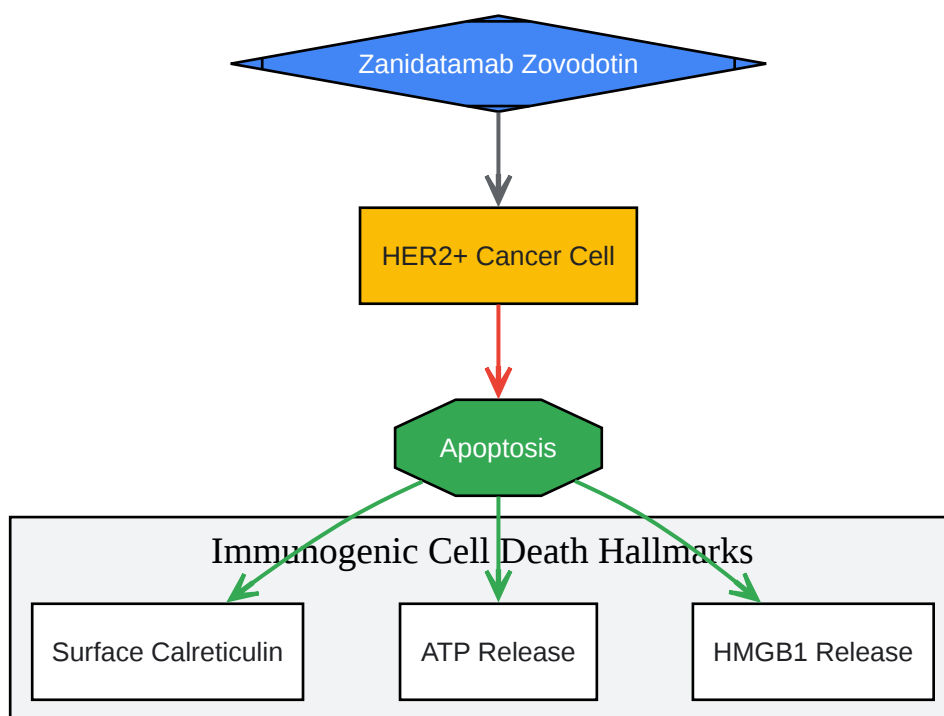 Zanidatamab Zovodotin
HER2+ Cancer Cell
Apoptosis
Immunogenic Cell Death Hallmarks
Surface Calreticulin
ATP Release
HMGB1 Release